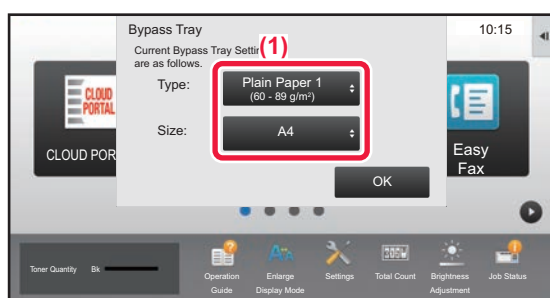 Bypass Tray
10:15
Current Bypass Tray Setti
(1)
are as follows.
Type:
Plain Paper 1
(60 - 89 g/m²)
Size:
A4
OK
CLOUD
PORTAL
CLOUD POR
Easy
Fax
Toner Quantity
Bk
Operation
Guide
Enlarge
Display Mode
Settings
Total Count
Brightness
Adjustment
Job Status